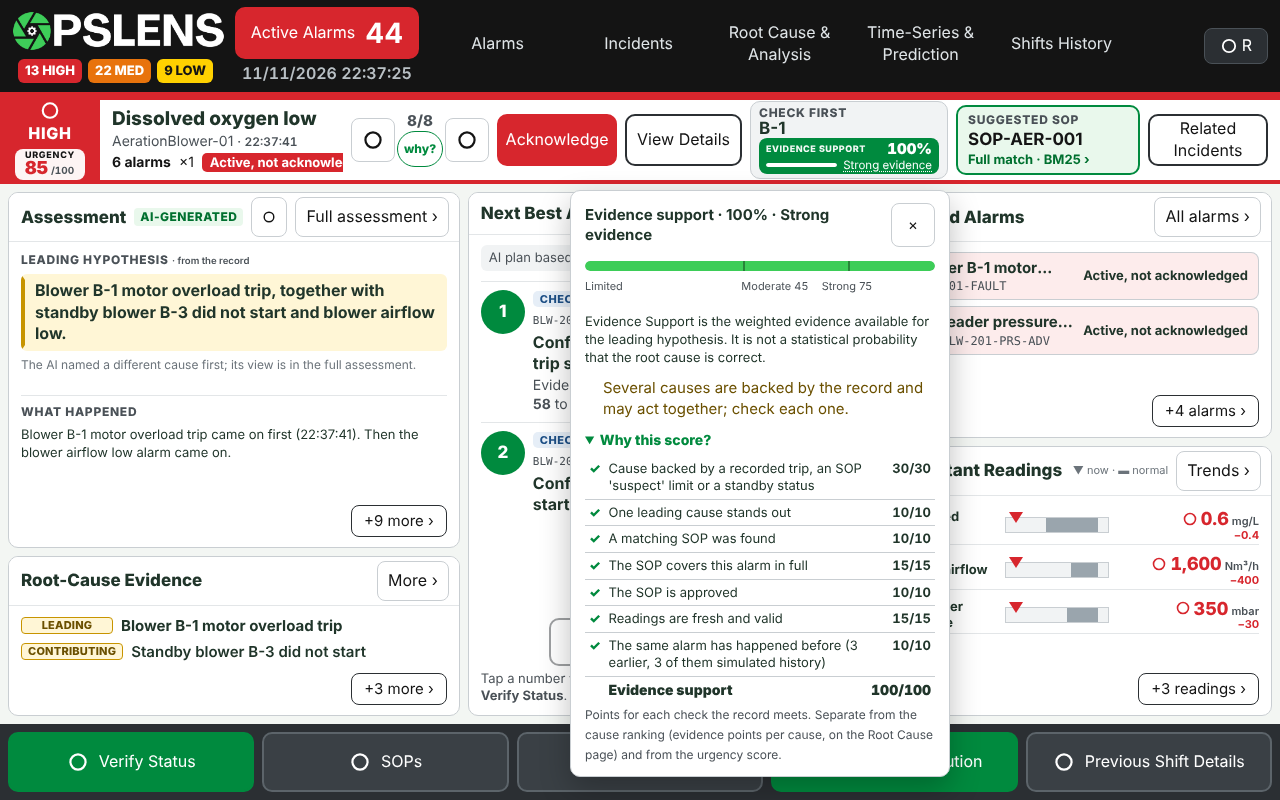 PSLENS
13 HIGH
22 MED
9 LOW
Active Alarms 44
11/11/2026 22:37:25
Alarms
Incidents
Root Cause &
Analysis
Time-Series &
Prediction
Shifts History
R
HIGH
URGENCY
85 /100
Dissolved oxygen low
AerationBlower-01 · 22:37:41
6 alarms ×1 Active, not acknowle
8/8
why?
Acknowledge
View Details
CHECK FIRST
B-1
EVIDENCE SUPPORT 100%
Strong evidence
SUGGESTED SOP
SOP-AER-001
Full match · BM25 ›
Related
Incidents
Assessment
AI-GENERATED
Full assessment ›
LEADING HYPOTHESIS · from the record
Blower B-1 motor overload trip, together with
standby blower B-3 did not start and blower airflow
low.
The AI named a different cause first; its view is in the full assessment.
WHAT HAPPENED
Blower B-1 motor overload trip came on first (22:37:41). Then the
blower airflow low alarm came on.
+9 more ›
Root-Cause Evidence
More ›
LEADING Blower B-1 motor overload trip
CONTRIBUTING Standby blower B-3 did not start
+3 more ›
Next Best
AI plan based
1
CHEC
BLW-20
Conf
trip s
Evide
58 to
2
CHEC
BLW-20
Conf
start
Tap a number
Verify Status.
Evidence support · 100% · Strong
evidence
×
Limited
Moderate 45
Strong 75
Evidence Support is the weighted evidence available for
the leading hypothesis. It is not a statistical probability
that the root cause is correct.
Several causes are backed by the record and
may act together; check each one.
▼ Why this score?
✓ Cause backed by a recorded trip, an SOP
'suspect' limit or a standby status 30/30
✓ One leading cause stands out 10/10
✓ A matching SOP was found 10/10
✓ The SOP covers this alarm in full 15/15
✓ The SOP is approved 10/10
✓ Readings are fresh and valid 15/15
✓ The same alarm has happened before (3
earlier, 3 of them simulated history) 10/10
Evidence support 100/100
Points for each check the record meets. Separate from the
cause ranking (evidence points per cause, on the Root Cause
page) and from the urgency score.
d Alarms
All alarms ›
er B-1 motor…
01-FAULT
Active, not acknowledged
eader pressure…
LW-201-PRS-ADV
Active, not acknowledged
+4 alarms ›
tant Readings
▼ now · ▬ normal
Trends ›
ed
0.6 mg/L
−0.4
irflow
1,600 Nm³/h
−400
er
e
350 mbar
−30
+3 readings ›
Verify Status
SOPs
ution
Previous Shift Details